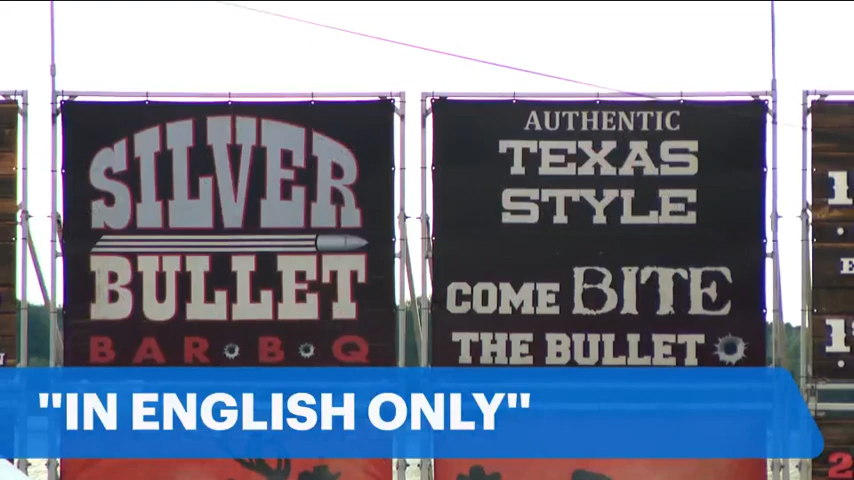 SILVER
BULLET
BAR•B•Q
AUTHENTIC
TEXAS
STYLE
COME BITE
THE BULLET
"IN ENGLISH ONLY"